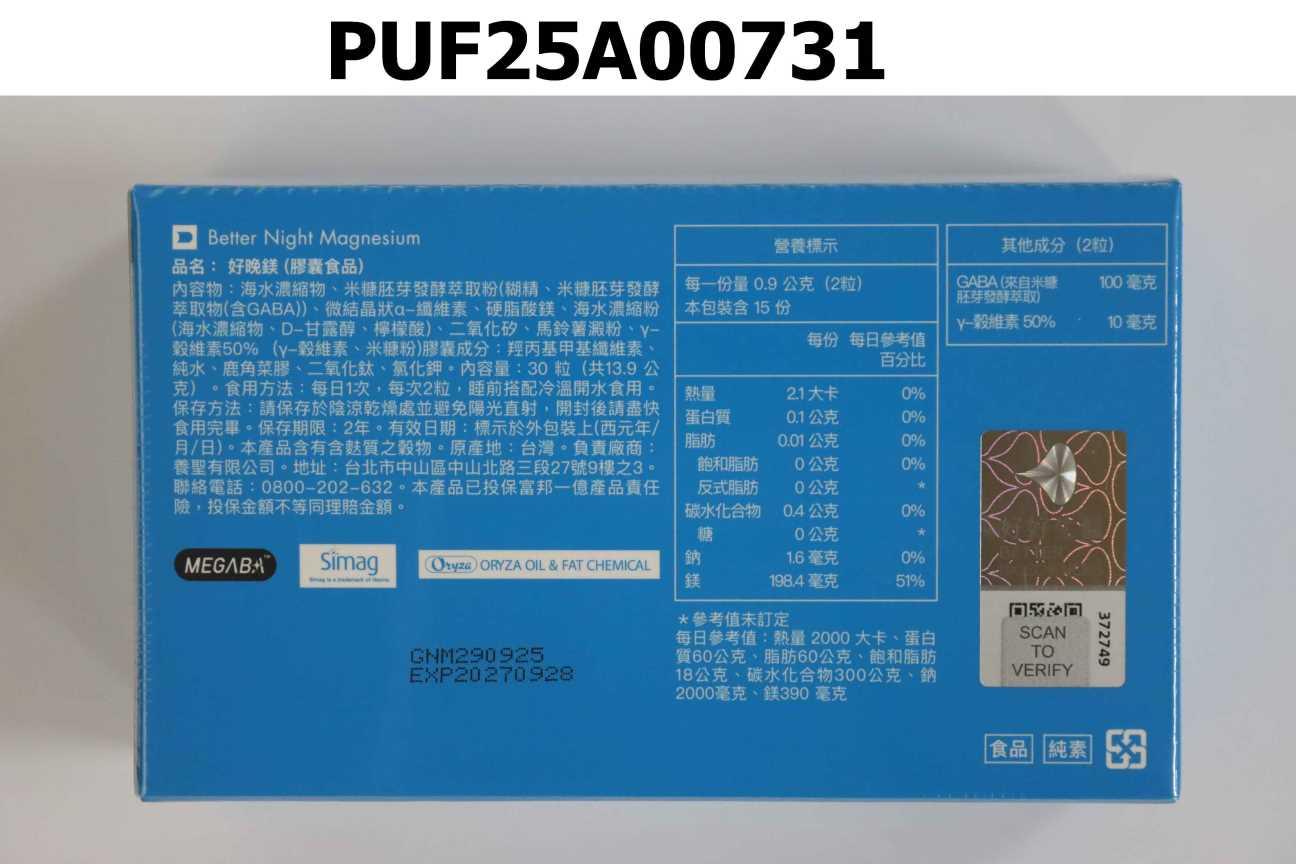 PUF25A00731
Better Night Magnesium
品名：好晚鎂 (膠囊食品)
內容物：海水濃縮物、米糠胚芽發酵萃取粉(糊精、米糠胚芽發酵
萃取物(含GABA))、微結晶狀α-纖維素、硬脂酸鎂、海水濃縮粉
(海水濃縮物、D-甘露醇、檸檬酸)、二氧化矽、馬鈴薯澱粉、γ-
穀維素50% (γ-穀維素、米糠粉)膠囊成分：羥丙基甲基纖維素、
純水、鹿角菜膠、二氧化鈦、氯化鉀。內容量：30 粒 (共13.9 公
克) 。食用方法：每日1次，每次2粒，睡前搭配冷溫開水食用。
保存方法：請保存於陰涼乾燥處並避免陽光直射，開封後請盡快
食用完畢。保存期限：2年。有效日期：標示於外包裝上(西元年/
月/日)。本產品含有含麩質之穀物。原產地：台灣。負責廠商：
養聖有限公司。地址：台北市中山區中山北路三段27號9樓之3。
聯絡電話：0800-202-632。本產品已投保富邦一億產品責任
險，投保金額不等同理賠金額。
MEGABA™
Simag
Simag is a trademark of
Oryza ORYZA OIL & FAT CHEMICAL
GNM290925
EXP20270928
營養標示
每一份量 0.9 公克 (2粒)
本包裝含 15 份
每份 每日參考值
百分比
熱量 2.1 大卡 0%
蛋白質 0.1 公克 0%
脂肪 0.01 公克 0%
飽和脂肪 0 公克 0%
反式脂肪 0 公克 *
碳水化合物 0.4 公克 0%
糖 0 公克 *
鈉 1.6 毫克 0%
鎂 198.4 毫克 51%
*參考值未訂定
每日參考值：熱量 2000 大卡、蛋白
質60公克、脂肪60公克、飽和脂肪
18公克、碳水化合物300公克、鈉
2000毫克、鎂390 毫克
其他成分 (2粒)
GABA (來自米糠 100 毫克
胚芽發酵萃取)
γ-穀維素 50% 10 毫克
SCAN
TO
VERIFY
372749
食品 純素